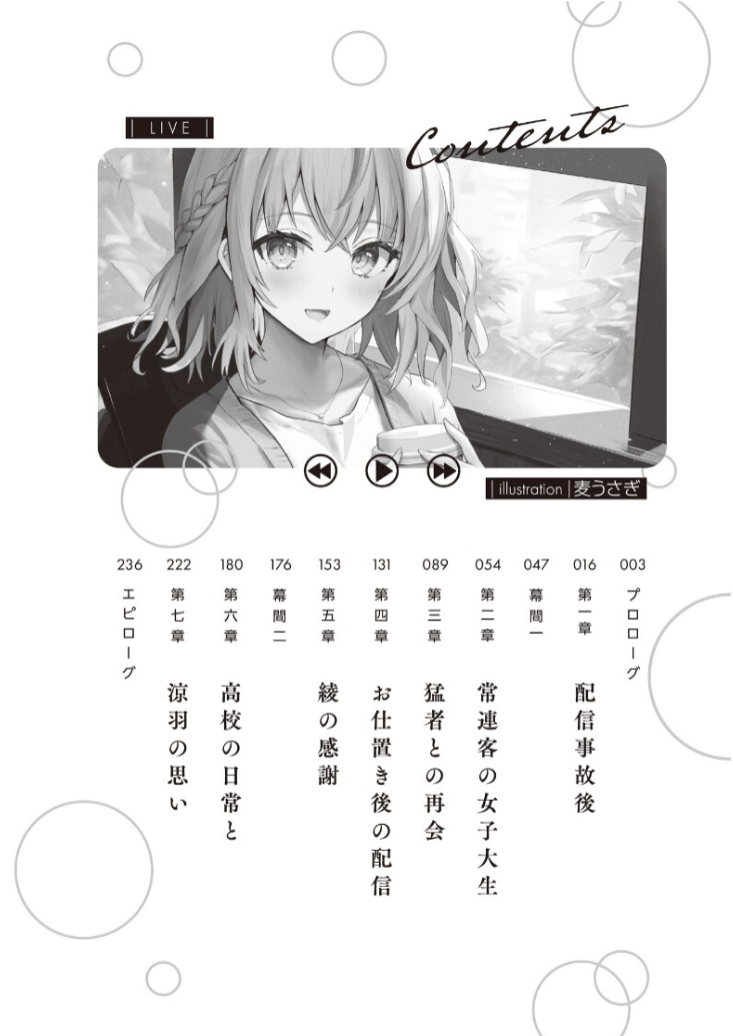 LIVE
Contents
illustration 麦うさぎ
003 プロローグ
016 第一章 配信事故後
047 幕間一
054 第二章 常連客の女子大生
089 第三章 猛者との再会
131 第四章 お仕置き後の配信
153 第五章 綾の感謝
176 幕間二
180 第六章 高校の日常と
222 第七章 涼羽の思い
236 エピローグ